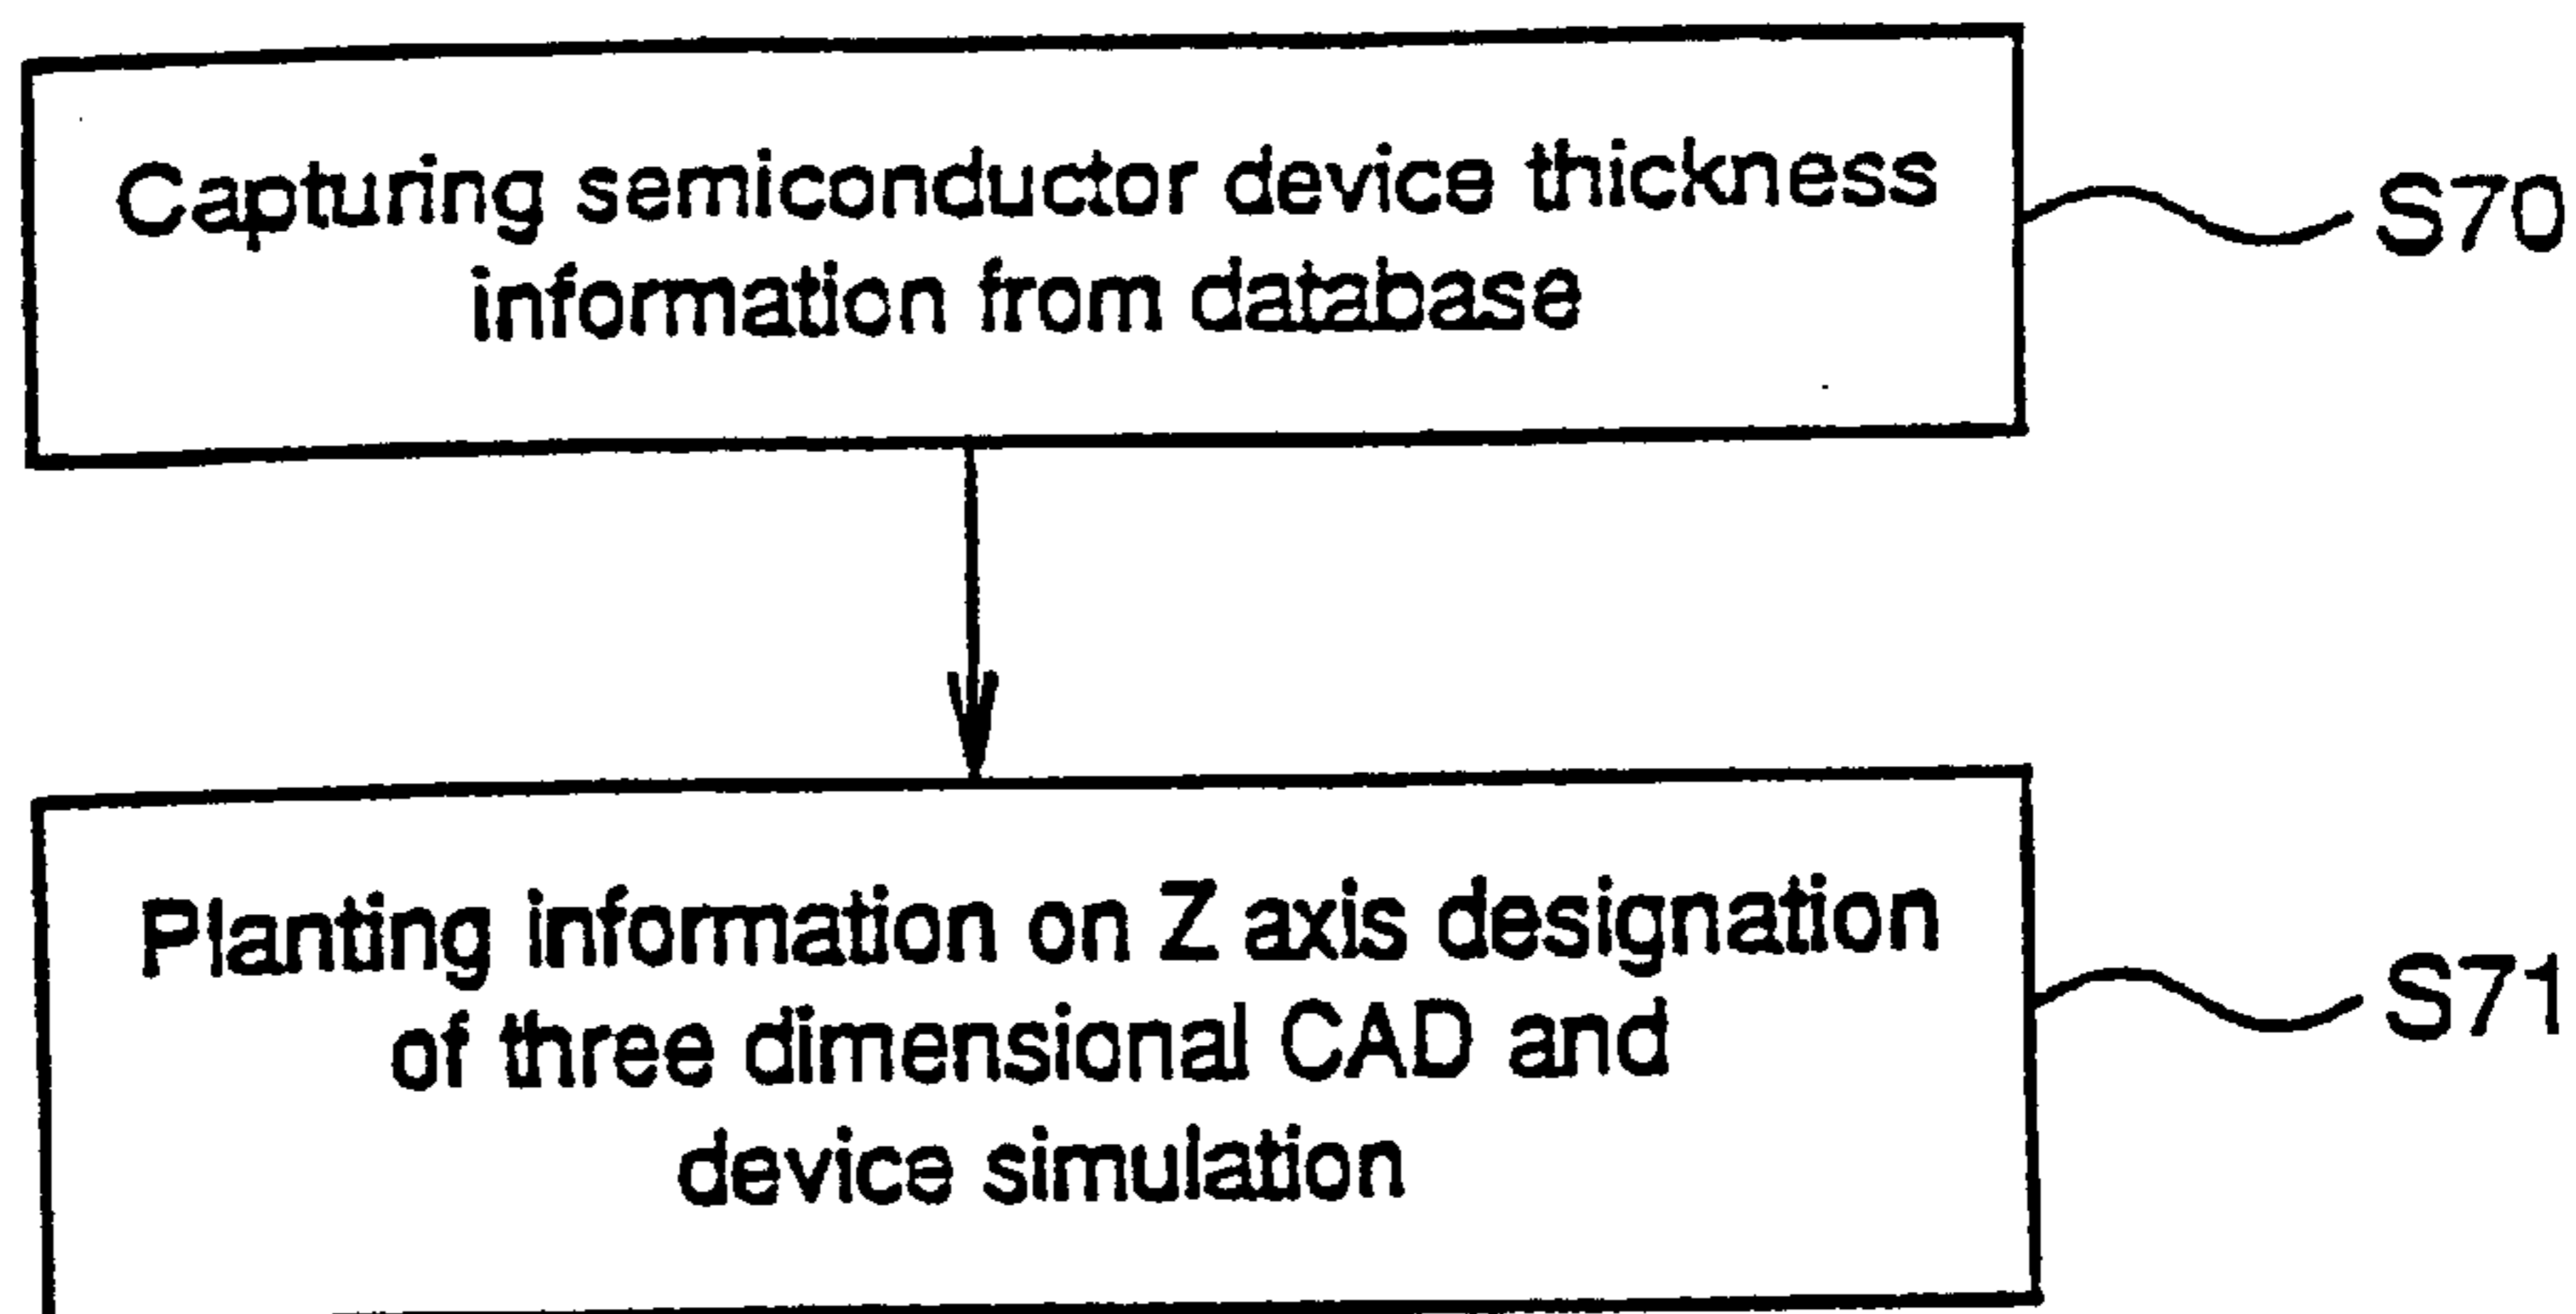 Capturing semiconductor device thickness
information from database
S70
Planting information on Z axis designation
of three dimensional CAD and
device simulation
S71